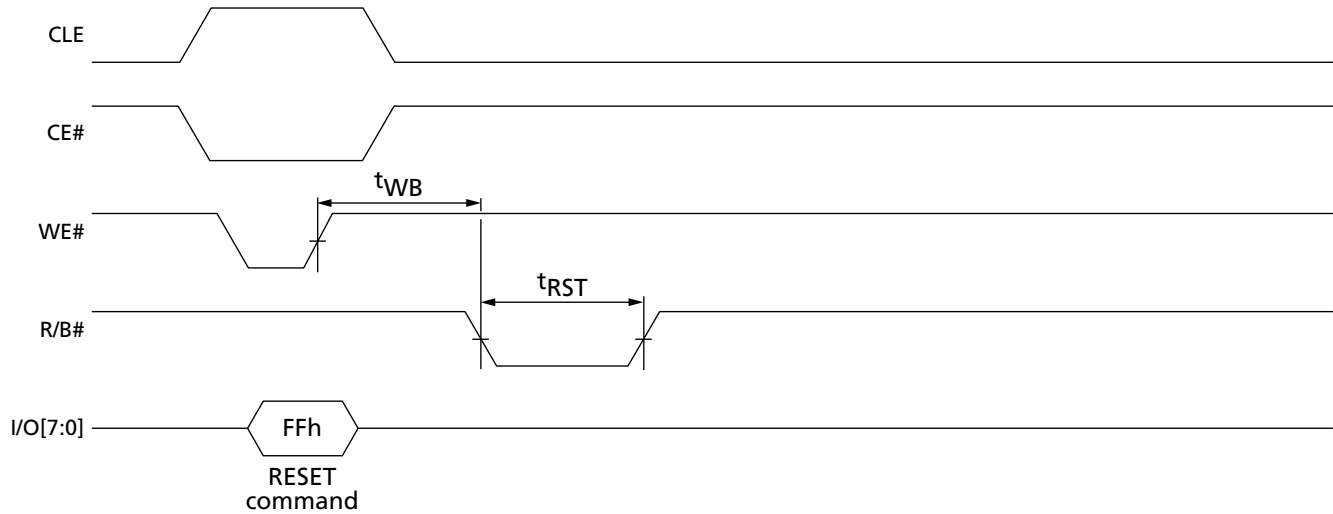 CLE
CE#
tWB
WE#
tRST
R/B#
I/O[7:0]
FFh
RESET
command